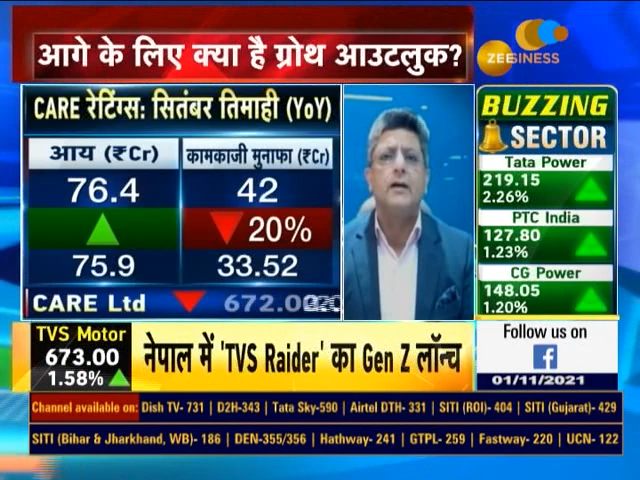 आगे के लिए क्या है ग्रोथ आउटलुक?
ZEE BUSINESS
CARE रेटिंग्स: सितंबर तिमाही (YoY)
आय (₹Cr)
कामकाजी मुनाफा (₹Cr)
76.4
42
20%
75.9
33.52
CARE Ltd
BUZZING
SECTOR
Tata Power
219.15
2.26%
PTC India
127.80
1.23%
CG Power
148.05
1.20%
TVS Motor
673.00
1.58%
नेपाल में 'TVS Raider' का Gen Z लॉन्च
Follow us on
01/11/2021
Channel available on: Dish TV- 731 | D2H-343 | Tata Sky-590 | Airtel DTH- 331 | SITI (ROI)- 404 | SITI (Gujarat)- 429
SITI (Bihar & Jharkhand, WB)- 186 | DEN-355/356 | Hathway- 241 | GTPL- 259 | Fastway- 220 | UCN- 122